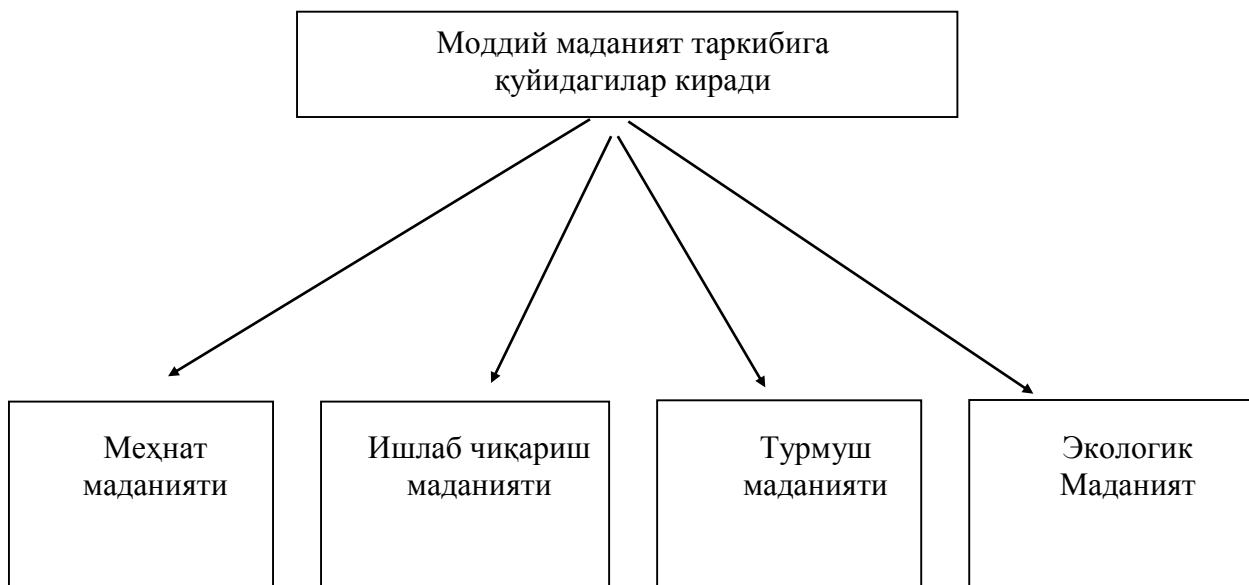 Моддий маданият таркибига
қуйидагилар киради
Меҳнат
маданияти
Ишлаб чиқариш
маданияти
Турмуш
маданияти
Экологик
Маданият